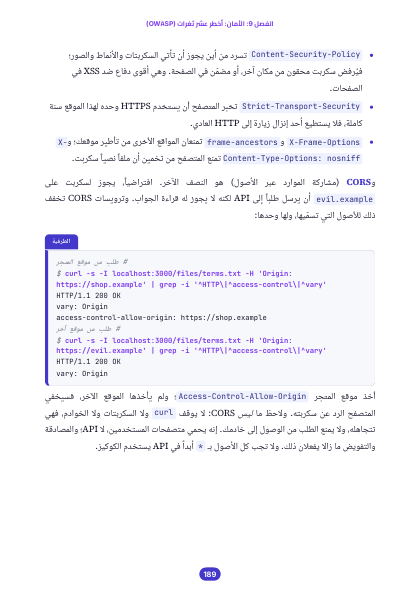 الفصل 9: الأمان: أخطر عشر ثغرات (OWASP)
• Content-Security-Policy تسرد من أين يجوز أن تأتي السكربتات والأنماط والصور؛
فيُرفض سكربت محقون من مكان آخر، أو مضمّن في الصفحة. وهي أقوى دفاع ضد XSS في
الصفحات.
• Strict-Transport-Security تخبر المتصفح أن يستخدم HTTPS وحده لهذا الموقع سنة
كاملة، فلا يستطيع أحد إنزال زيارة إلى HTTP العادي.
• X-Frame-Options و frame-ancestors تمنعان المواقع الأخرى من تأطير موقعك؛ و X-
Content-Type-Options: nosniff تمنع المتصفح من تخمين أن ملفاً نصياً سكربت.
وCORS (مشاركة الموارد عبر الأصول) هو النصف الآخر. افتراضياً، يجوز لسكربت على
evil.example أن يرسل طلباً إلى API لكنه لا يجوز له قراءة الجواب. وترويسات CORS تخفف
ذلك للأصول التي تسمّيها، ولها وحدها:
الطرفية
# طلب من موقع المتجر
$ curl -s -I localhost:3000/files/terms.txt -H 'Origin:
https://shop.example' | grep -i '^HTTP\|^access-control\|^vary'
HTTP/1.1 200 OK
vary: Origin
access-control-allow-origin: https://shop.example
# طلب من موقع آخر
$ curl -s -I localhost:3000/files/terms.txt -H 'Origin:
https://evil.example' | grep -i '^HTTP\|^access-control\|^vary'
HTTP/1.1 200 OK
vary: Origin
أخذ موقع المتجر Access-Control-Allow-Origin؛ ولم يأخذها الموقع الآخر، فسيخفي
المتصفح الرد عن سكربته. ولاحظ ما ليس CORS: لا يوقف curl ولا السكربتات ولا الخوادم، فهي
تتجاهله، ولا يمنع الطلب من الوصول إلى خادمك. إنه يحمي متصفحات المستخدمين، لا API؛ والمصادقة
والتفويض ما زالا يفعلان ذلك. ولا تجب كل الأصول بـ * أبداً في API يستخدم الكوكيز.
189